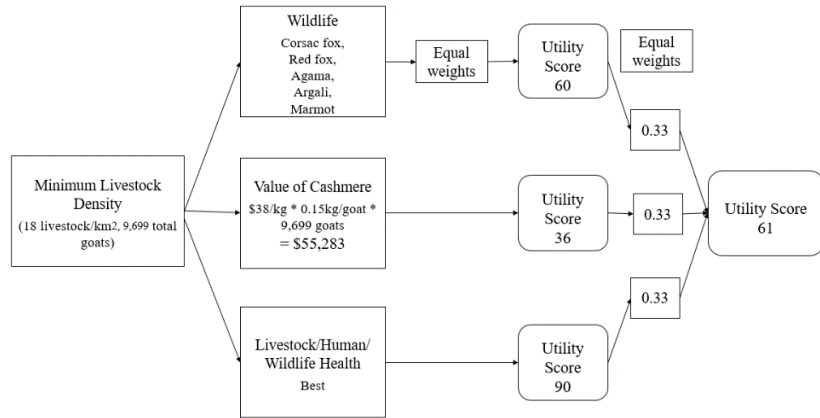 Wildlife
Corsac fox,
Red fox,
Agama,
Argali,
Marmot
Equal
weights
Utility
Score
60
Equal
weights
0.33
Minimum Livestock
Density
(18 livestock/km2, 9,699 total
goats)
Value of Cashmere
$38/kg * 0.15kg/goat *
9,699 goats
= $55,283
Utility
Score
36
0.33
Utility Score
61
Livestock/Human/
Wildlife Health
Best
Utility
Score
90
0.33